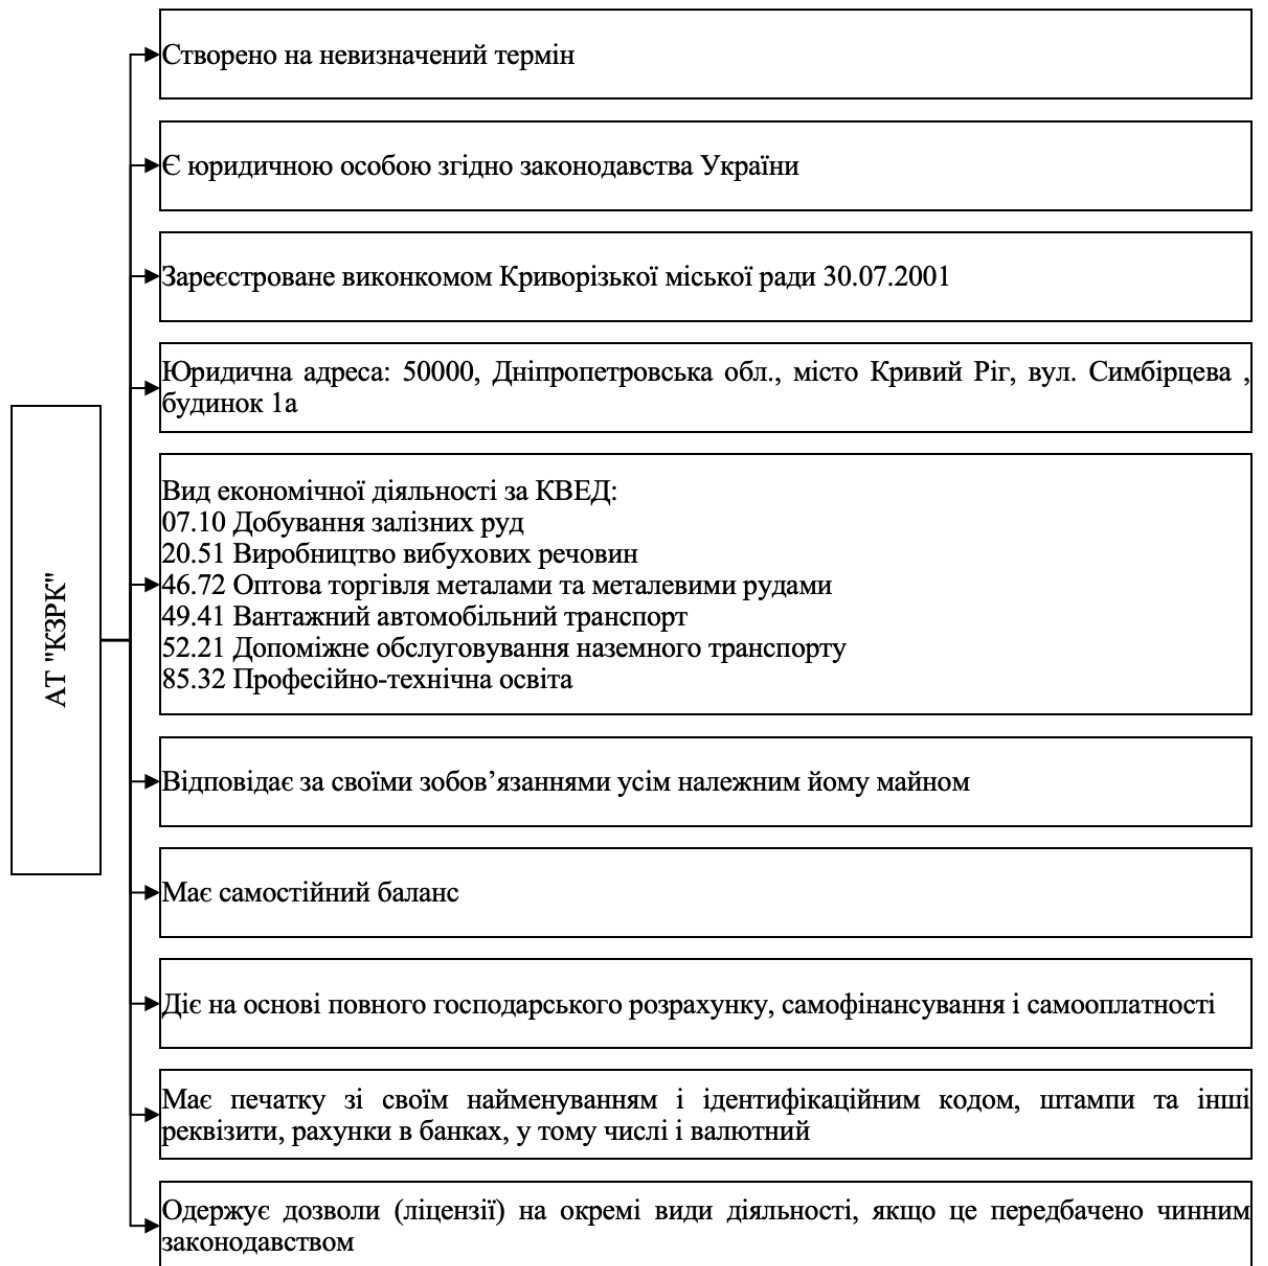 Створено на невизначений термін
Є юридичною особою згідно законодавства України
Зареєстроване виконкомом Криворізької міської ради 30.07.2001
Юридична адреса: 50000, Дніпропетровська обл., місто Кривий Ріг, вул. Симбірцева ,
будинок 1а
АТ "КЗРК"
Вид економічної діяльності за КВЕД:
07.10 Добування залізних руд
20.51 Виробництво вибухових речовин
46.72 Оптова торгівля металами та металевими рудами
49.41 Вантажний автомобільний транспорт
52.21 Допоміжне обслуговування наземного транспорту
85.32 Професійно-технічна освіта
Відповідає за своїми зобов’язаннями усім належним йому майном
Має самостійний баланс
Діє на основі повного господарського розрахунку, самофінансування і самооплатності
Має печатку зі своїм найменуванням і ідентифікаційним кодом, штампи та інші
реквізити, рахунки в банках, у тому числі і валютний
Одержує дозволи (ліцензії) на окремі види діяльності, якщо це передбачено чинним
законодавством